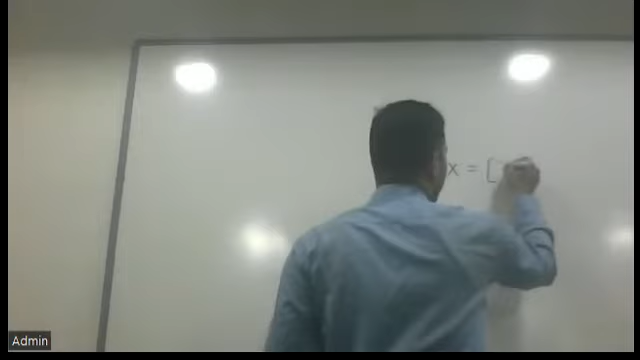 x = [
Admin